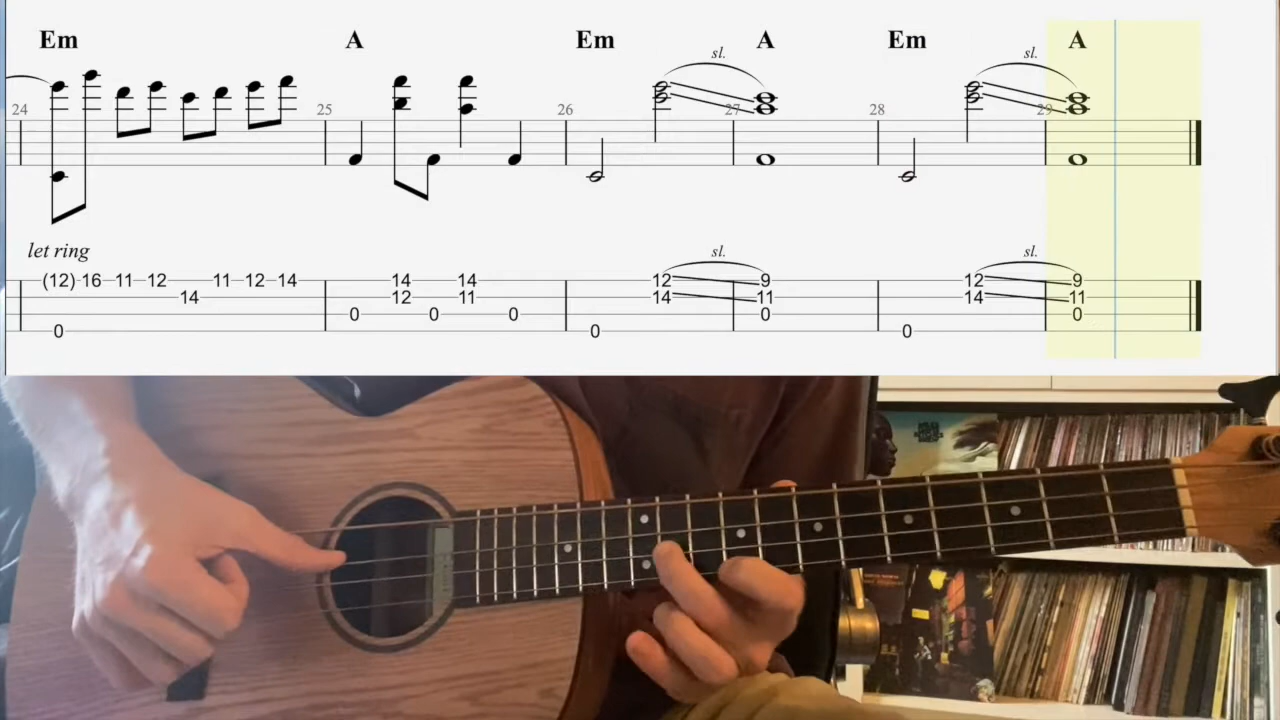 Em A Em A Em A
sl. sl.
24 25 26 27 28 29
let ring sl. sl.
(12) 16 11 12 11 12 14 14 14 12 9 12 9
14 12 11 14 11 14 11
0 0 0 0 0
0 0 0